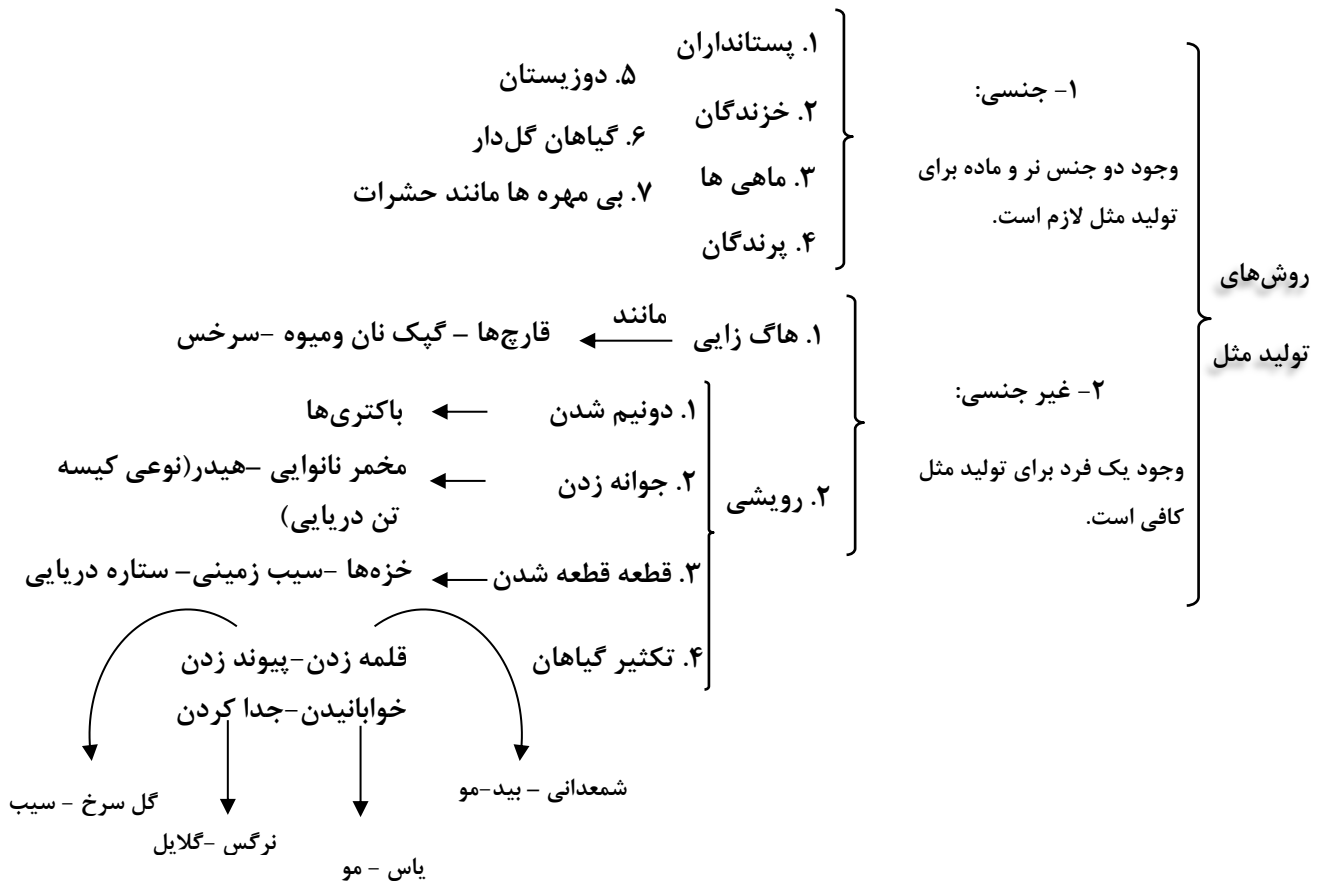 روش‌های
تولید مثل
۱- جنسی:
وجود دو جنس نر و ماده برای
تولید مثل لازم است.
۱. پستانداران
۲. خزندگان
۳. ماهی ها
۴. پرندگان
۵. دوزیستان
۶. گیاهان گل‌دار
۷. بی مهره ها مانند حشرات
۲- غیر جنسی:
وجود یک فرد برای تولید مثل
کافی است.
۱. هاگ زایی
مانند
قارچ‌ها – گپک نان ومیوه –سرخس
۲. رویشی
۱. دونیم شدن
باکتری‌ها
۲. جوانه زدن
مخمر نانوایی –هیدر(نوعی کیسه
تن دریایی)
۳. قطعه قطعه شدن
خزه‌ها –سیب زمینی– ستاره دریایی
۴. تکثیر گیاهان
قلمه زدن–پیوند زدن
خوابانیدن–جدا کردن
شمعدانی – بید–مو
گل سرخ – سیب
نرگس –گلایل
یاس – مو